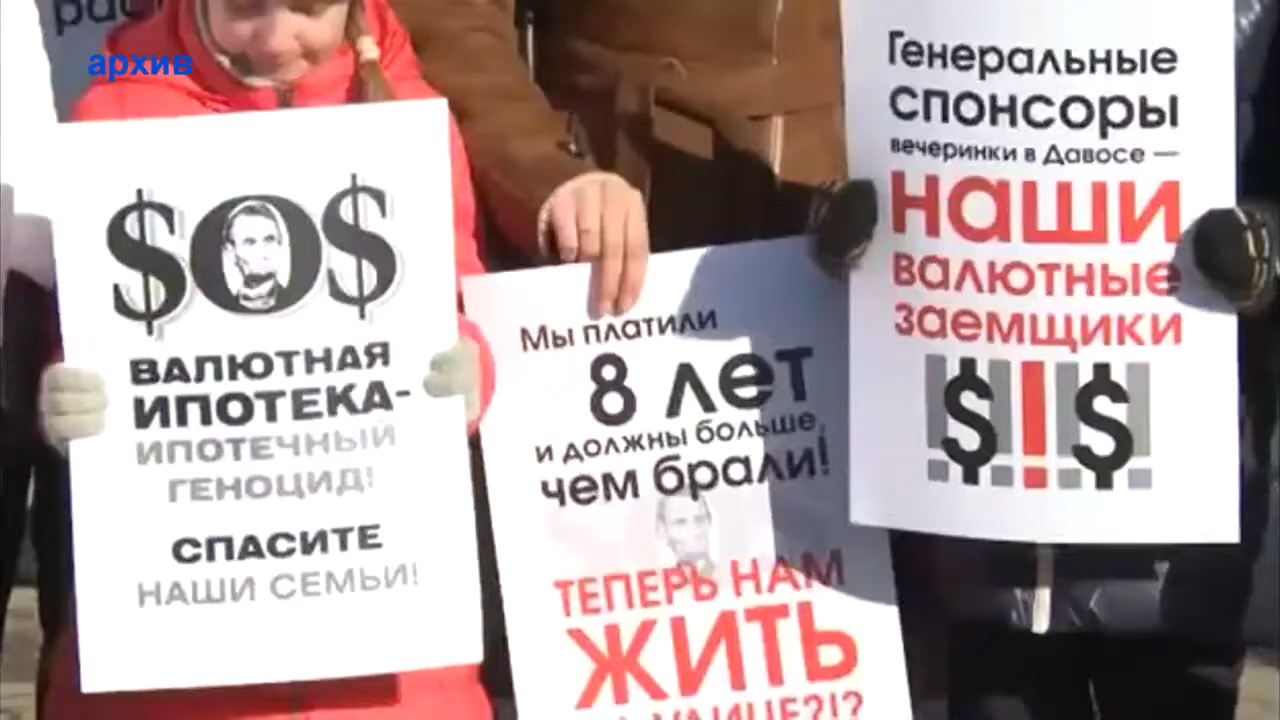 архив
$O$
ВАЛЮТНАЯ
ИПОТЕКА-
ИПОТЕЧНЫЙ
ГЕНОЦИД!
СПАСИТЕ
НАШИ СЕМЬИ!
Мы платили
8 лет
и должны больше,
чем брали!
ТЕПЕРЬ НАМ
ЖИТЬ
УЛИЦЕ?!?
Генеральные
спонсоры
вечеринки в Давосе —
наши
валютные
заемщики
$!$